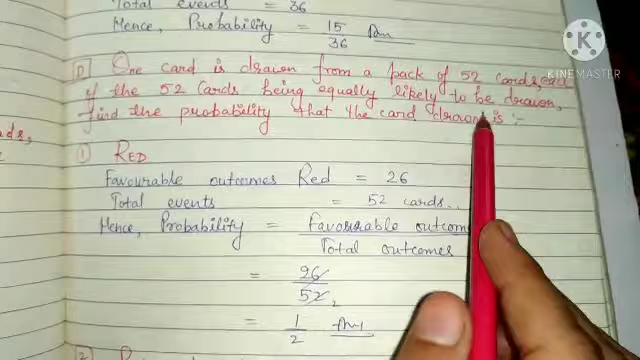 Total events = 36
Hence, Probability = 15/36 Ans
KINEMASTER
One card is drawn from a pack of 52 cards, each
of the 52 cards being equally likely to be drawn,
find the probability that the card drawn is :-
① RED
Favourable outcomes Red = 26
Total events = 52 cards..
Hence, Probability = Favourable outcom
Total outcomes
= 26/52 2
= 1/2 Ans